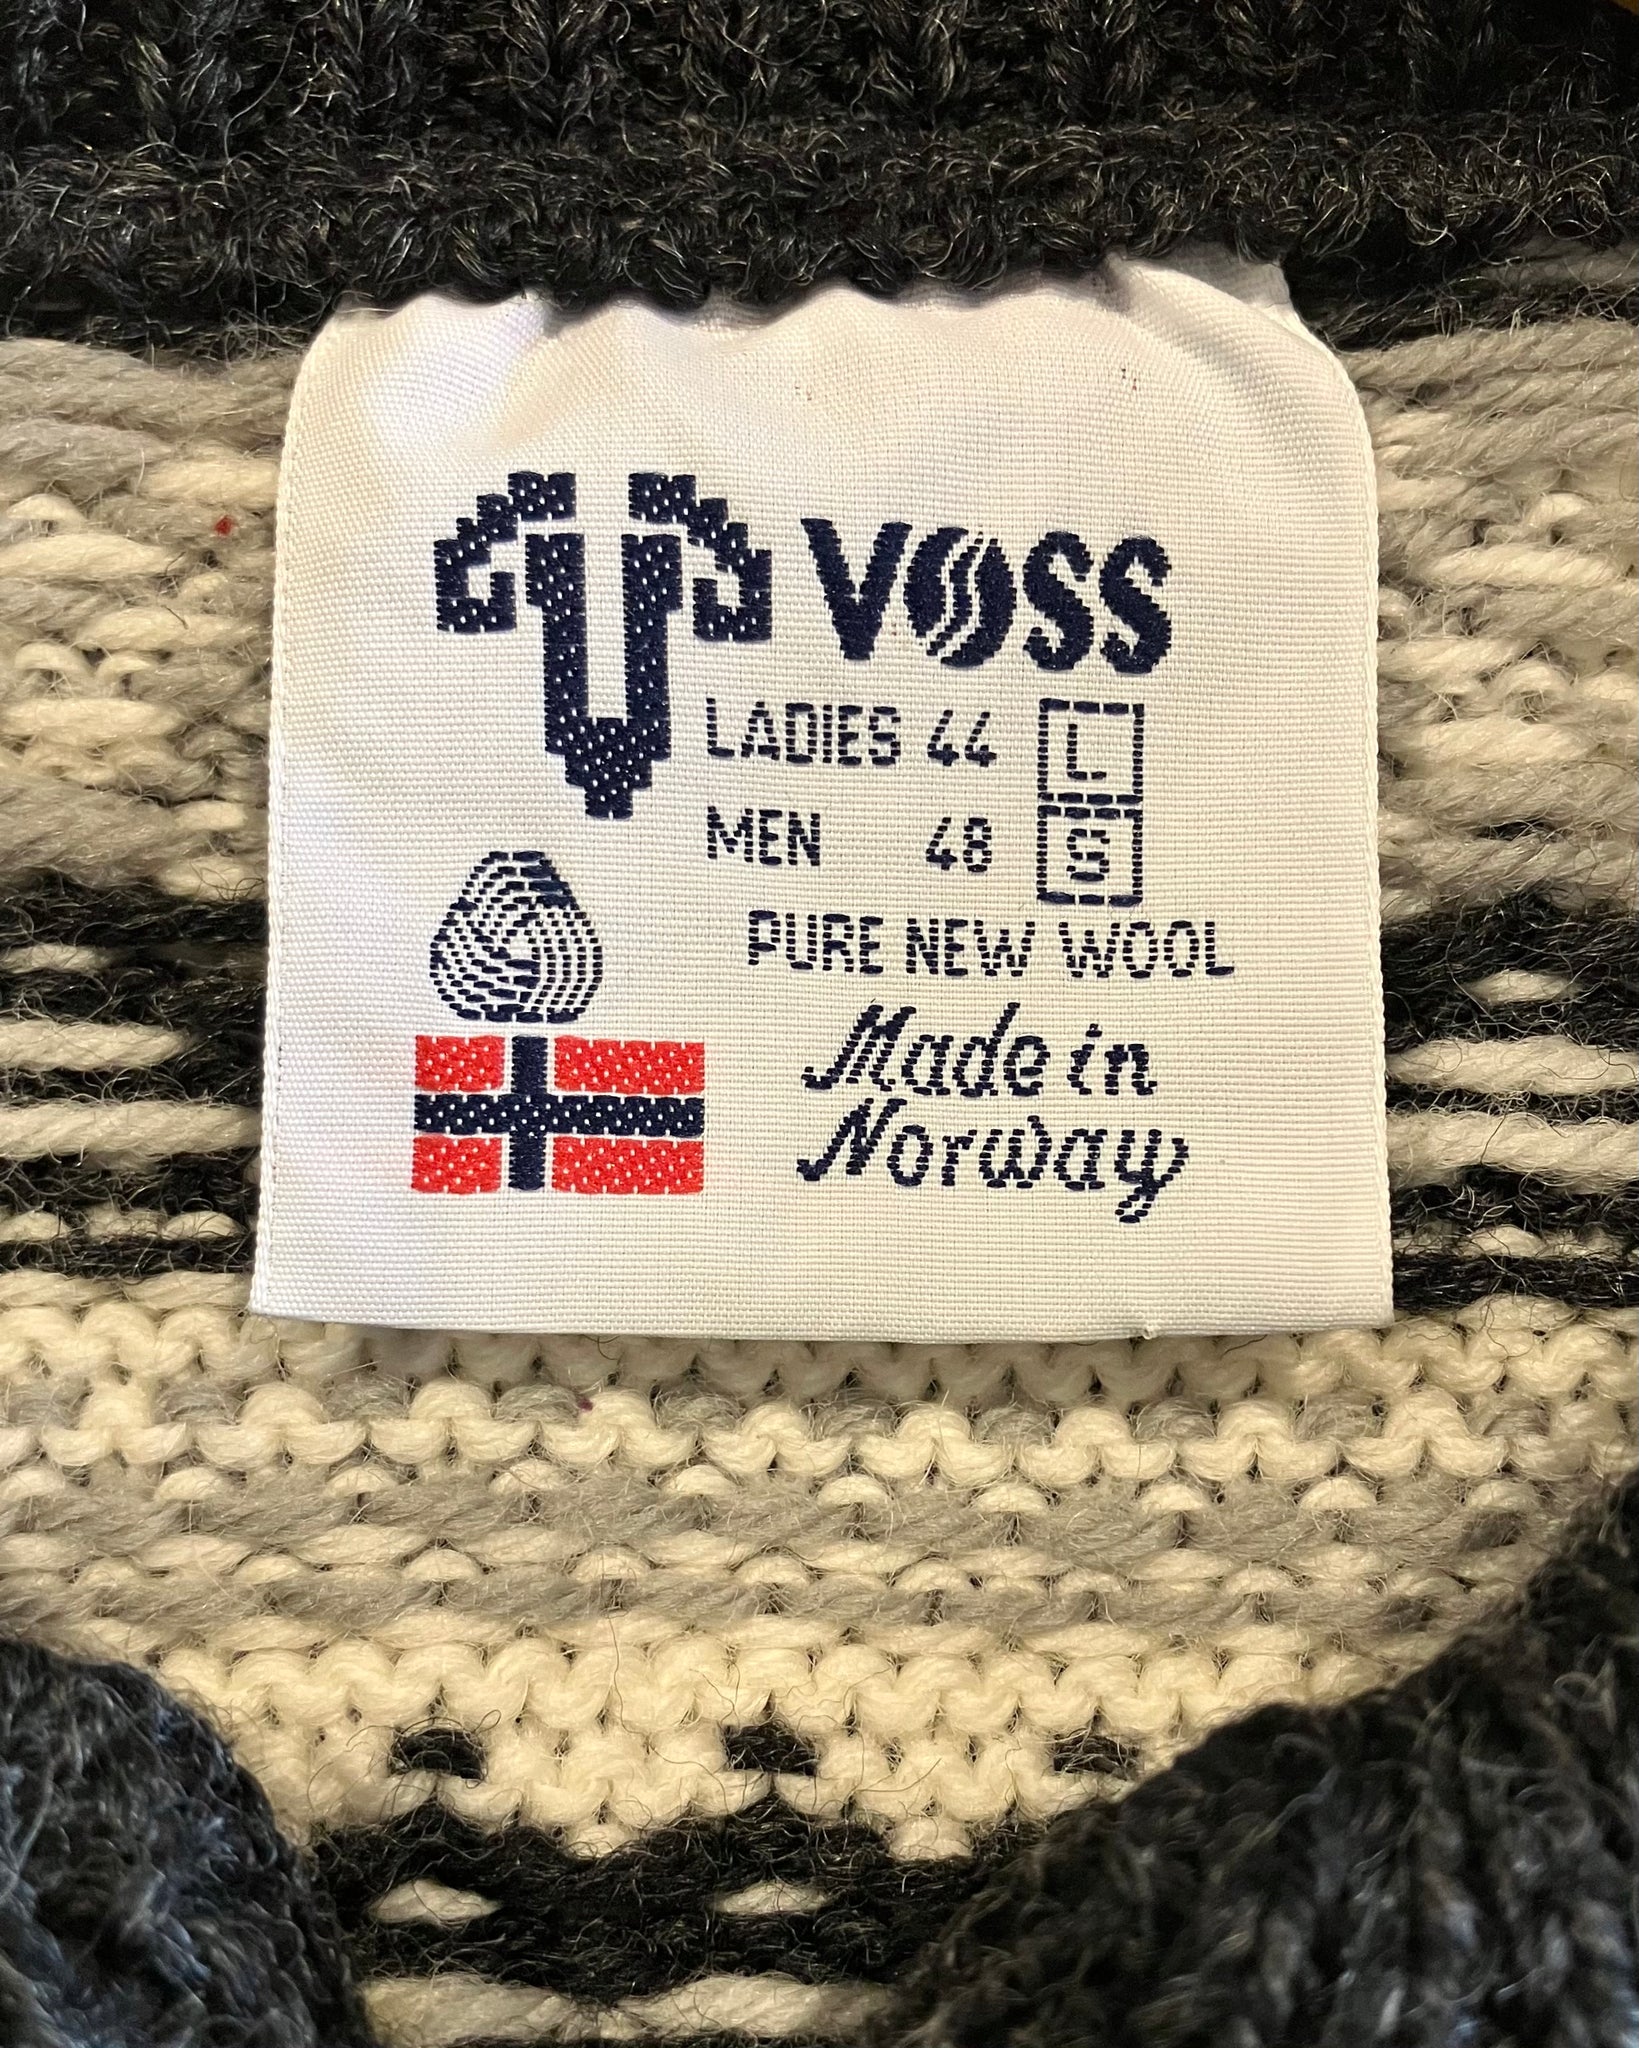 VOSS
LADIES 44 L
MEN 48 S
PURE NEW WOOL
Made in
Norway